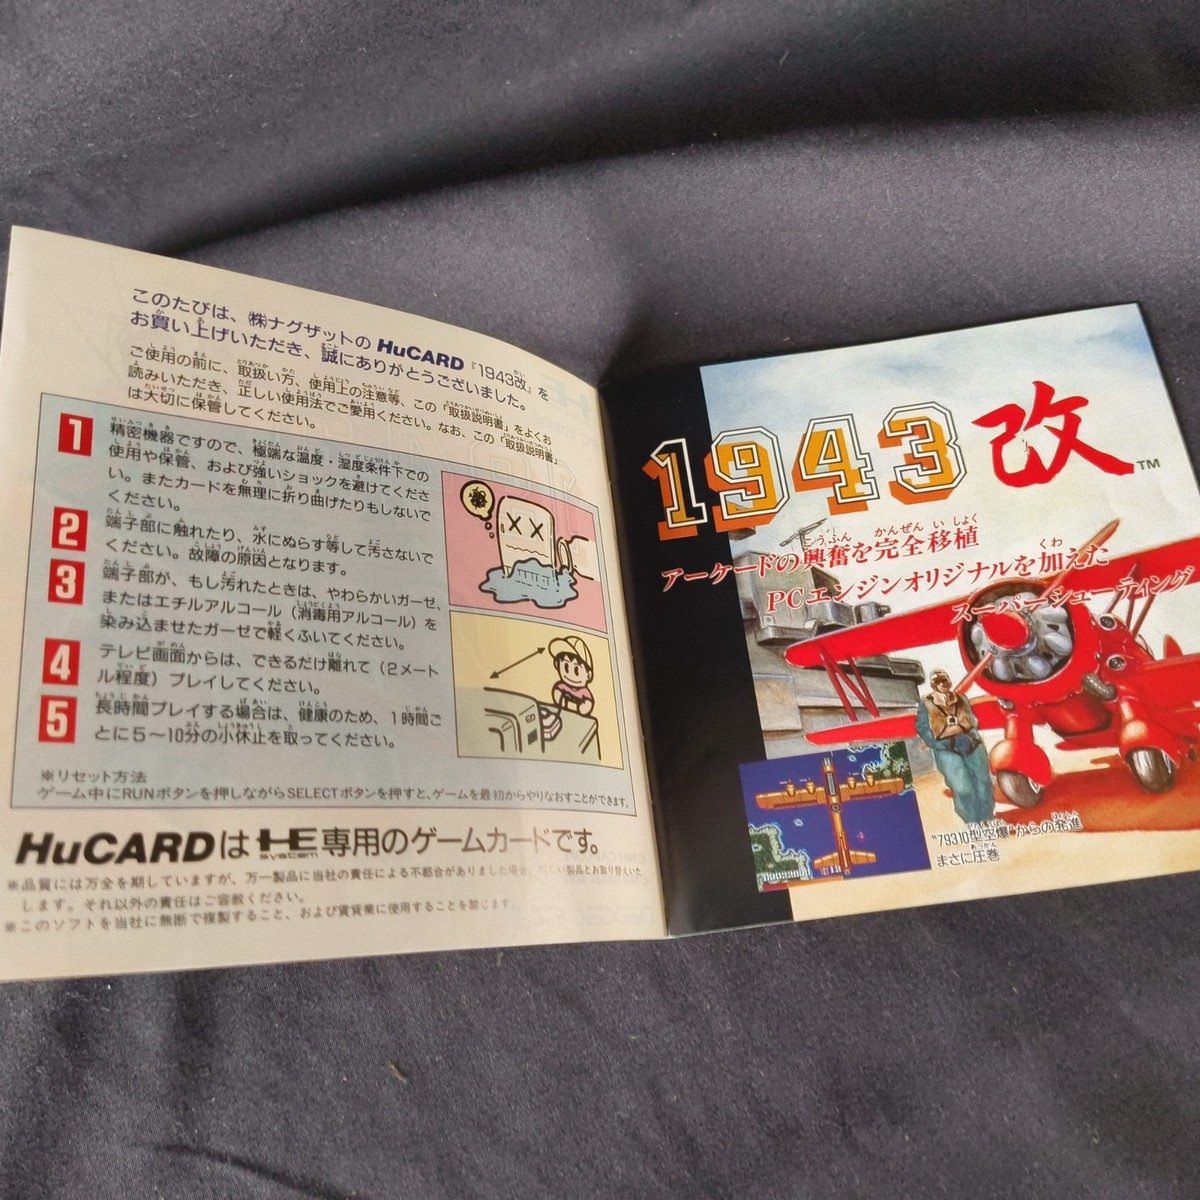 このたびは、㈱ナグザットの HuCARD 『1943改』を
お買い上げいただき、誠にありがとうございました。
ご使用の前に、取扱い方、使用上の注意等、この「取扱説明書」をよくお
読みいただき、正しい使用法でご愛用ください。なお、この「取扱説明書」
は大切に保管してください。
1 精密機器ですので、極端な温度・湿度条件下での
使用や保管、および強いショックを避けてくださ
い。またカードを無理に折り曲げたりもしないで
ください。
2 端子部に触れたり、水にぬらす等して汚さないで
ください。故障の原因となります。
3 端子部が、もし汚れたときは、やわらかいガーゼ、
またはエチルアルコール（消毒用アルコール）を
染み込ませたガーゼで軽くふいてください。
4 テレビ画面からは、できるだけ離れて（2メート
ル程度）プレイしてください。
5 長時間プレイする場合は、健康のため、1時間ご
とに5～10分の小休止を取ってください。
※リセット方法
ゲーム中にRUNボタンを押しながらSELECTボタンを押すと、ゲームを最初からやりなおすことができます。
HuCARDはHE SYSTEM専用のゲームカードです。
※品質には万全を期していますが、万一製品に当社の責任による不都合がありました場合、新しい製品とお取り替えいた
します。それ以外の責任はご容赦ください。
※このソフトを当社に無断で複製すること、および賃貸業に使用することを禁じます。
1943改™
アーケードの興奮を完全移植
PCエンジンオリジナルを加えた
スーパーシューティング
"79310型空爆"からの発進
まさに圧巻